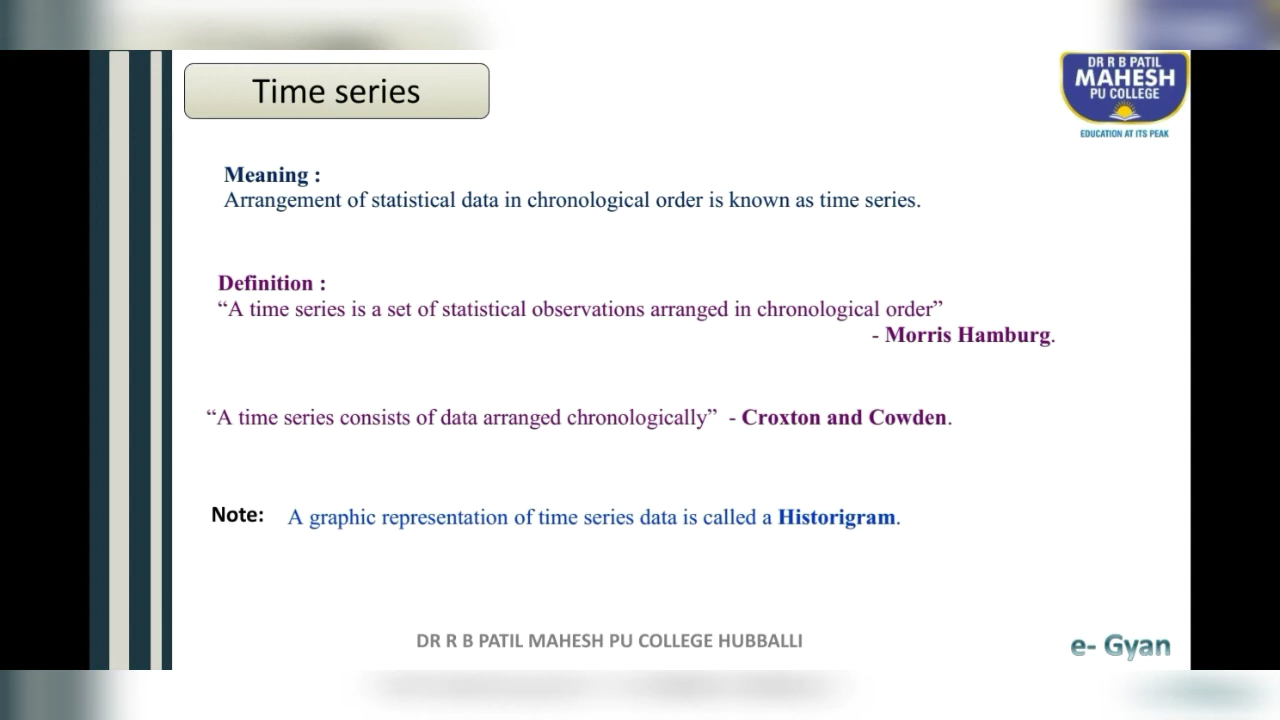 Time series
DR R B PATIL
MAHESH
PU COLLEGE
EDUCATION AT ITS PEAK
Meaning :
Arrangement of statistical data in chronological order is known as time series.
Definition :
“A time series is a set of statistical observations arranged in chronological order”
- Morris Hamburg.
“A time series consists of data arranged chronologically” - Croxton and Cowden.
Note: A graphic representation of time series data is called a Historigram.
DR R B PATIL MAHESH PU COLLEGE HUBBALLI
e- Gyan